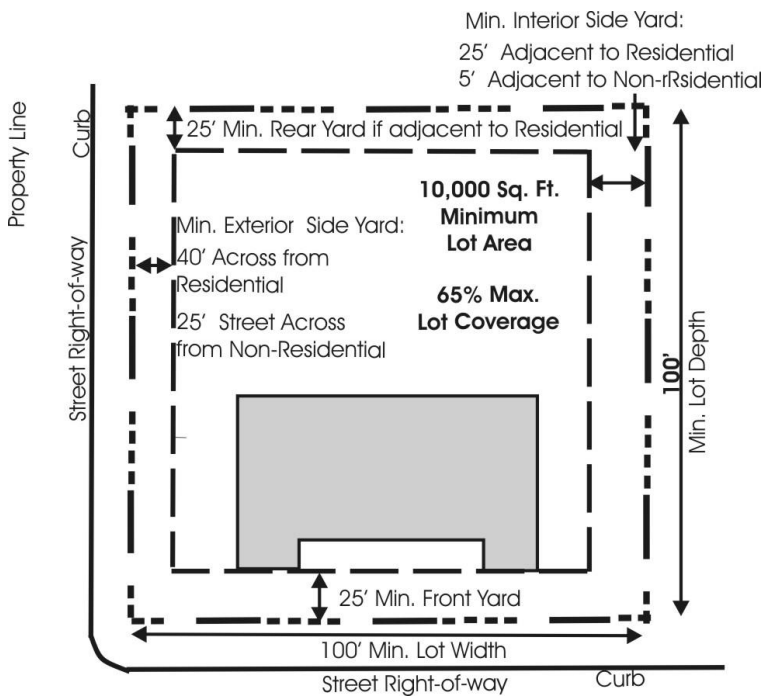 Min. Interior Side Yard:
25' Adjacent to Residential
5' Adjacent to Non-rRsidential
Property Line
Curb
25' Min. Rear Yard if adjacent to Residential
10,000 Sq. Ft.
Minimum
Lot Area
Min. Exterior Side Yard:
40' Across from
Residential
65% Max.
Lot Coverage
25' Street Across
from Non-Residential
Street Right-of-way
100'
Min. Lot Depth
25' Min. Front Yard
100' Min. Lot Width
Street Right-of-way
Curb